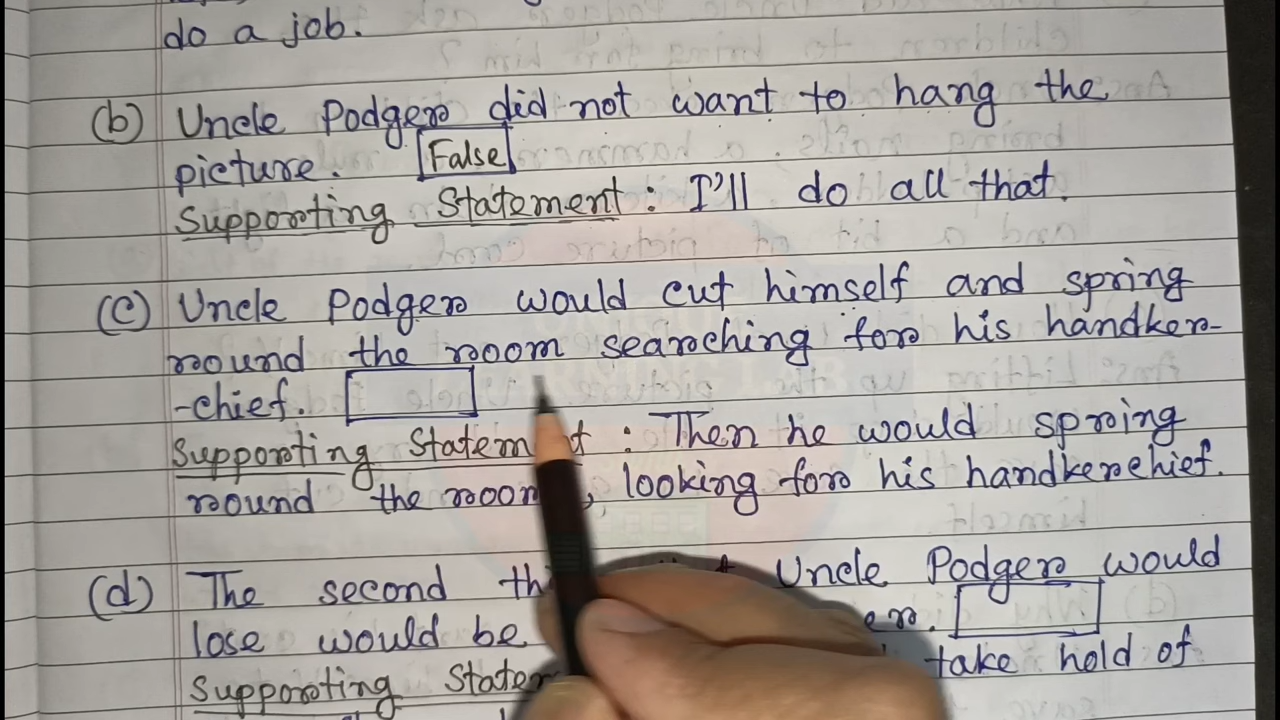 do a job.
(b) Uncle Podger did not want to hang the
picture. False
Supporting Statement : I'll do all that.
(c) Uncle Podger would cut himself and spring
round the room searching for his handker-
-chief.
Supporting Statement : Then he would spring
round the room, looking for his handkerchief.
(d) The second Uncle Podger would
lose would be
Supporting take hold of